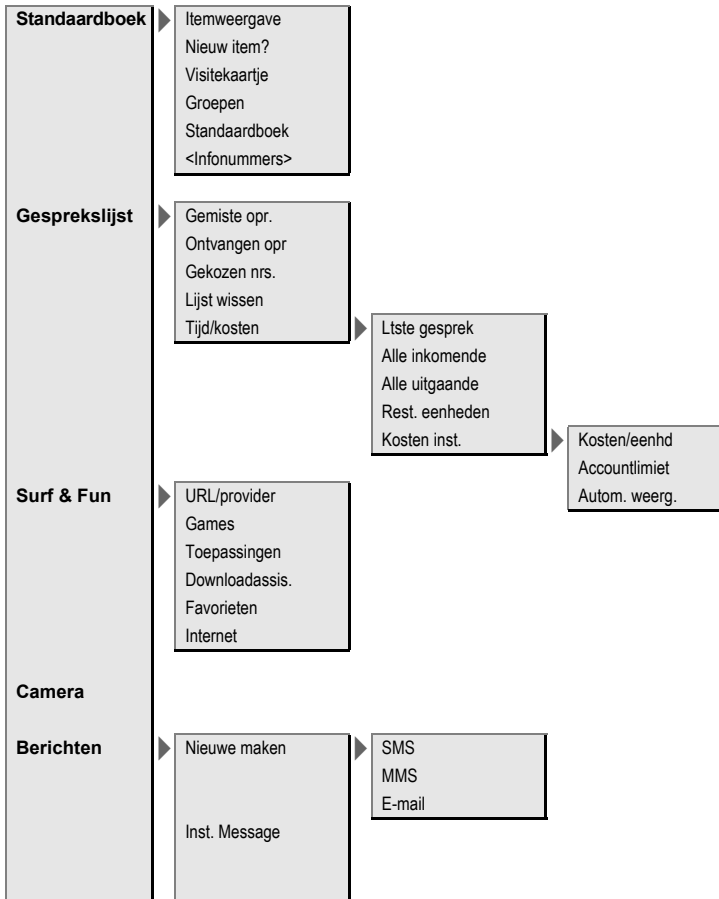 Standaardboek
Itemweergave
Nieuw item?
Visitekaartje
Groepen
Standaardboek
<Infonummers>
Gesprekslijst
Gemiste opr.
Ontvangen opr
Gekozen nrs.
Lijst wissen
Tijd/kosten
Ltste gesprek
Alle inkomende
Alle uitgaande
Rest. eenheden
Kosten inst.
Kosten/eenhd
Accountlimiet
Autom. weerg.
Surf & Fun
URL/provider
Games
Toepassingen
Downloadassis.
Favorieten
Internet
Camera
Berichten
Nieuwe maken
SMS
MMS
E-mail
Inst. Message